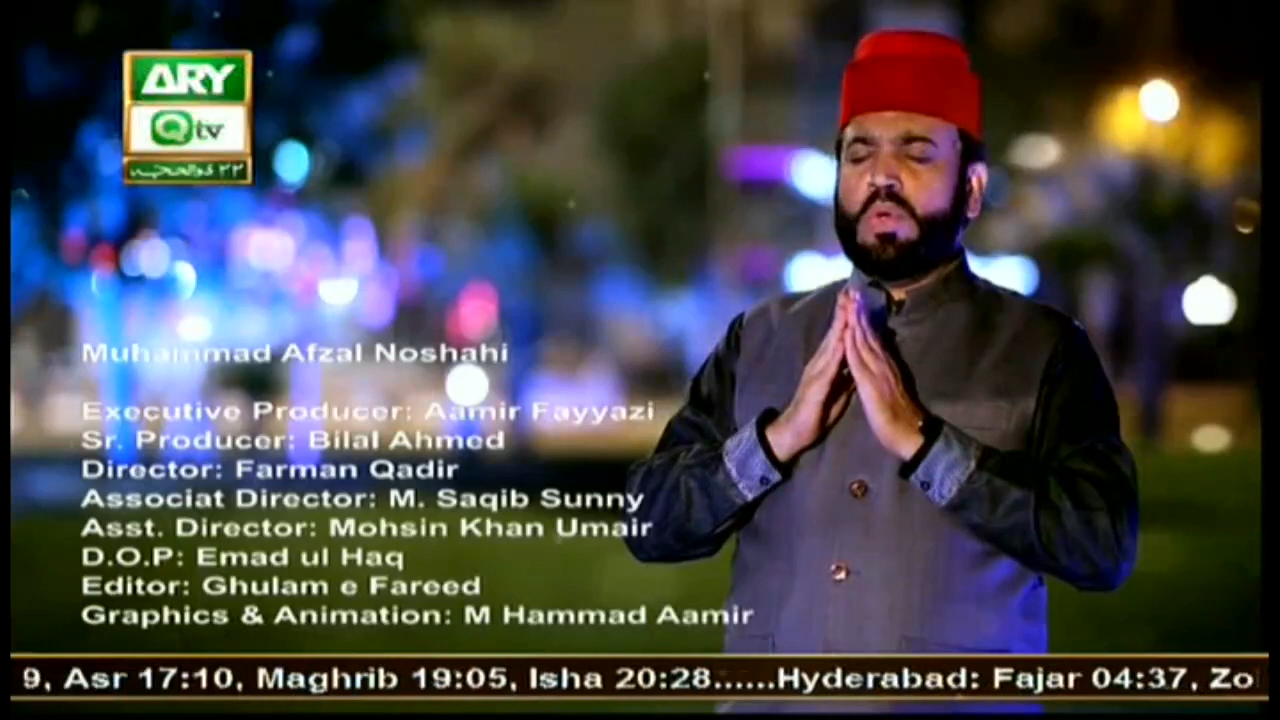 ARY
Qtv
۲۲ ذوالحجہ
Muhammad Afzal Noshahi
Executive Producer: Aamir Fayyazi
Sr. Producer: Bilal Ahmed
Director: Farman Qadir
Associat Director: M. Saqib Sunny
Asst. Director: Mohsin Khan Umair
D.O.P: Emad ul Haq
Editor: Ghulam e Fareed
Graphics & Animation: M Hammad Aamir
9, Asr 17:10, Maghrib 19:05, Isha 20:28......Hyderabad: Fajar 04:37, Zo